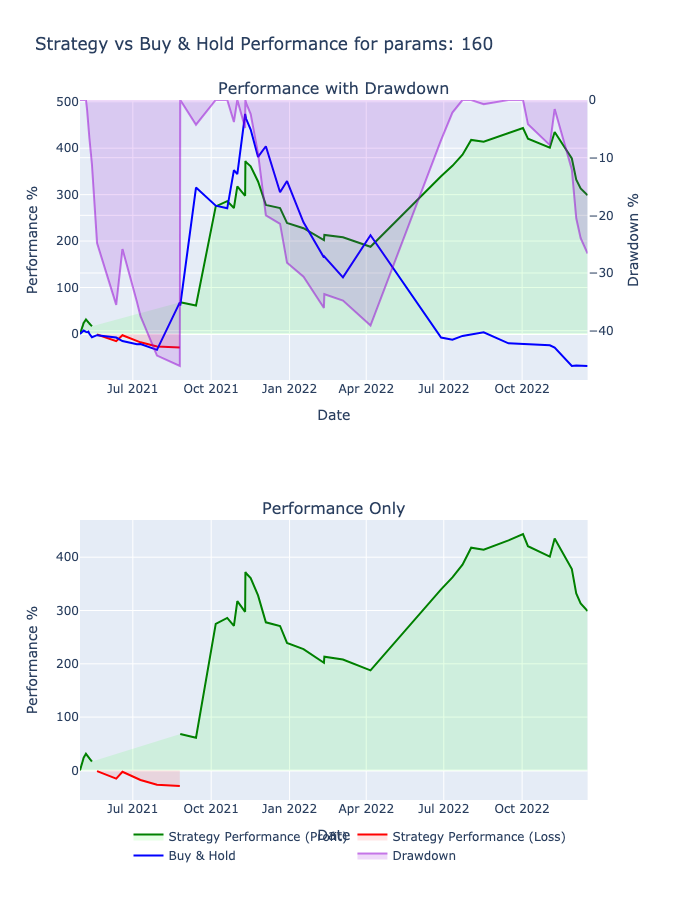 Strategy vs Buy & Hold Performance for params: 160
Performance with Drawdown
500
400
300
200
100
0
Performance %
0
−10
−20
−30
−40
Drawdown %
Jul 2021 Oct 2021 Jan 2022 Apr 2022 Jul 2022 Oct 2022
Date
Performance Only
400
300
200
100
0
Performance %
Jul 2021 Oct 2021 Jan 2022 Apr 2022 Jul 2022 Oct 2022
Date
Strategy Performance (Profit) Strategy Performance (Loss)
Buy & Hold Drawdown